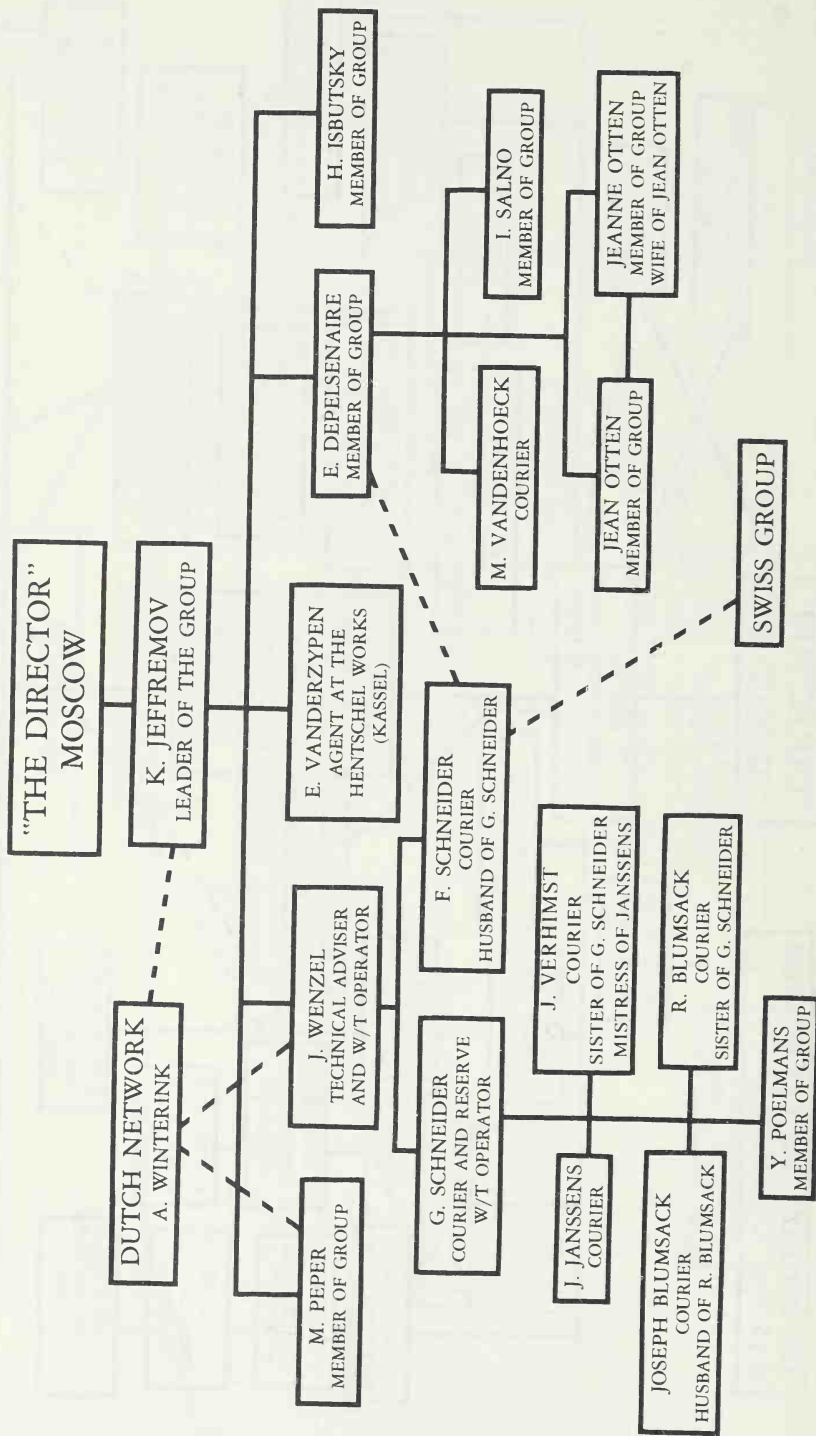 "THE DIRECTOR"
MOSCOW
DUTCH NETWORK
A. WINTERINK
K. JEFFREMOV
LEADER OF THE GROUP
M. PEPER
MEMBER OF GROUP
J. WENZEL
TECHNICAL ADVISER
AND W/T OPERATOR
E. VANDERZYPEN
AGENT AT THE
HENTSCHEL WORKS
(KASSEL)
E. DEPELSENAIRE
MEMBER OF GROUP
H. ISBUTSKY
MEMBER OF GROUP
G. SCHNEIDER
COURIER AND RESERVE
W/T OPERATOR
F. SCHNEIDER
COURIER
HUSBAND OF G. SCHNEIDER
M. VANDENHOECK
COURIER
I. SALNO
MEMBER OF GROUP
J. JANSSENS
COURIER
J. VERHIMST
COURIER
SISTER OF G. SCHNEIDER
MISTRESS OF JANSSENS
JEAN OTTEN
MEMBER OF GROUP
JEANNE OTTEN
MEMBER OF GROUP
WIFE OF JEAN OTTEN
JOSEPH BLUMSACK
COURIER
HUSBAND OF R. BLUMSACK
R. BLUMSACK
COURIER
SISTER OF G. SCHNEIDER
SWISS GROUP
Y. POELMANS
MEMBER OF GROUP